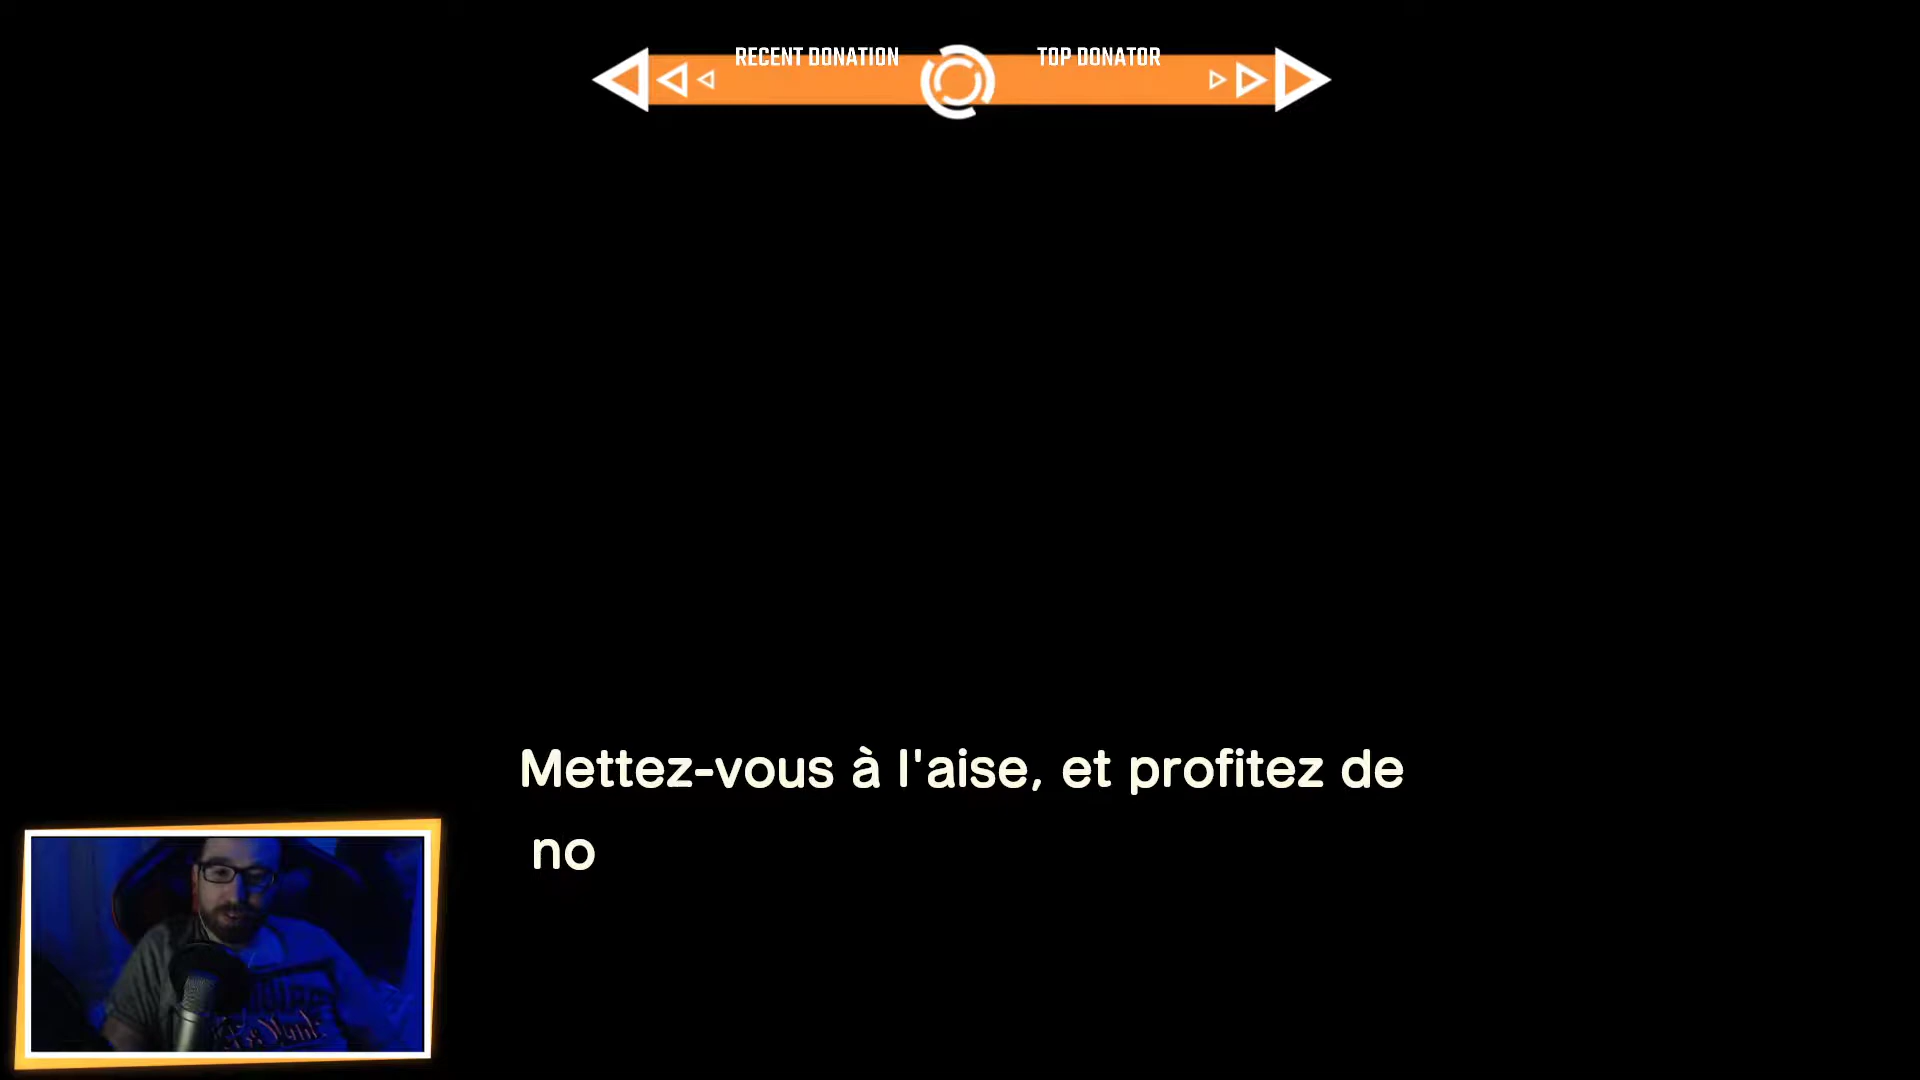 RECENT DONATION
TOP DONATOR
Mettez-vous à l'aise, et profitez de
no